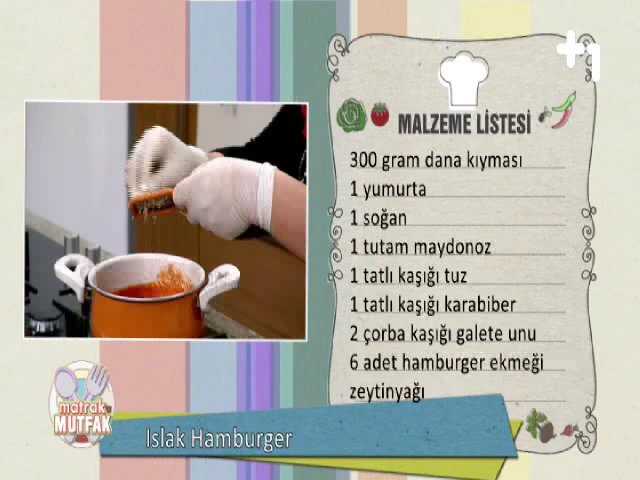 +1
MALZEME LİSTESİ
300 gram dana kıyması
1 yumurta
1 soğan
1 tutam maydonoz
1 tatlı kaşığı tuz
1 tatlı kaşığı karabiber
2 çorba kaşığı galete unu
6 adet hamburger ekmeği
zeytinyağı
matrak
MUTFAK
Islak Hamburger